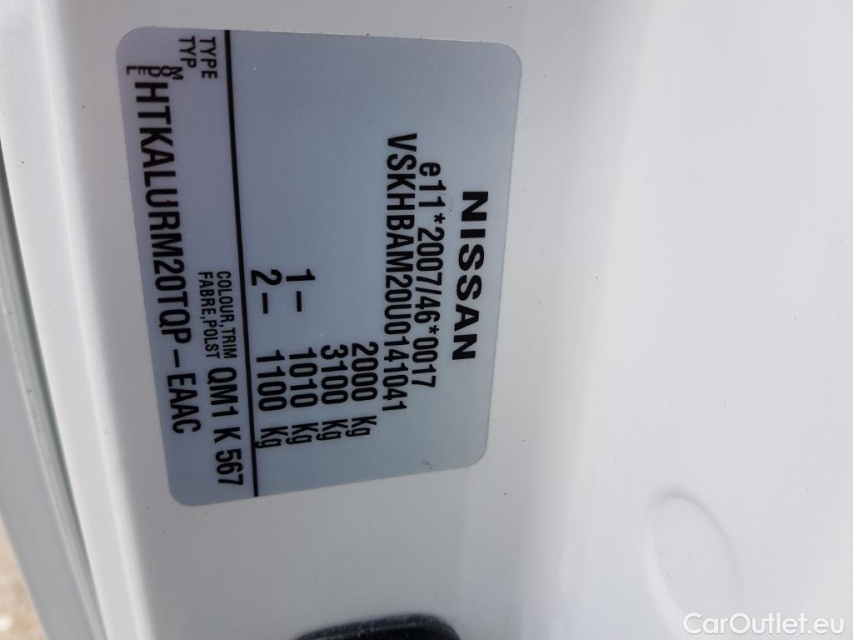 NISSAN
e11*2007/46*0017
VSKHBAM20U0141041
2000 Kg
3100 Kg
1- 1010 Kg
2- 1100 Kg
TYPE
TYP
COLOUR,TRIM
FABRE,POLST
QM1 K 567
MODELE
HTKALURM20TQP-EAAC
CarOutlet.eu